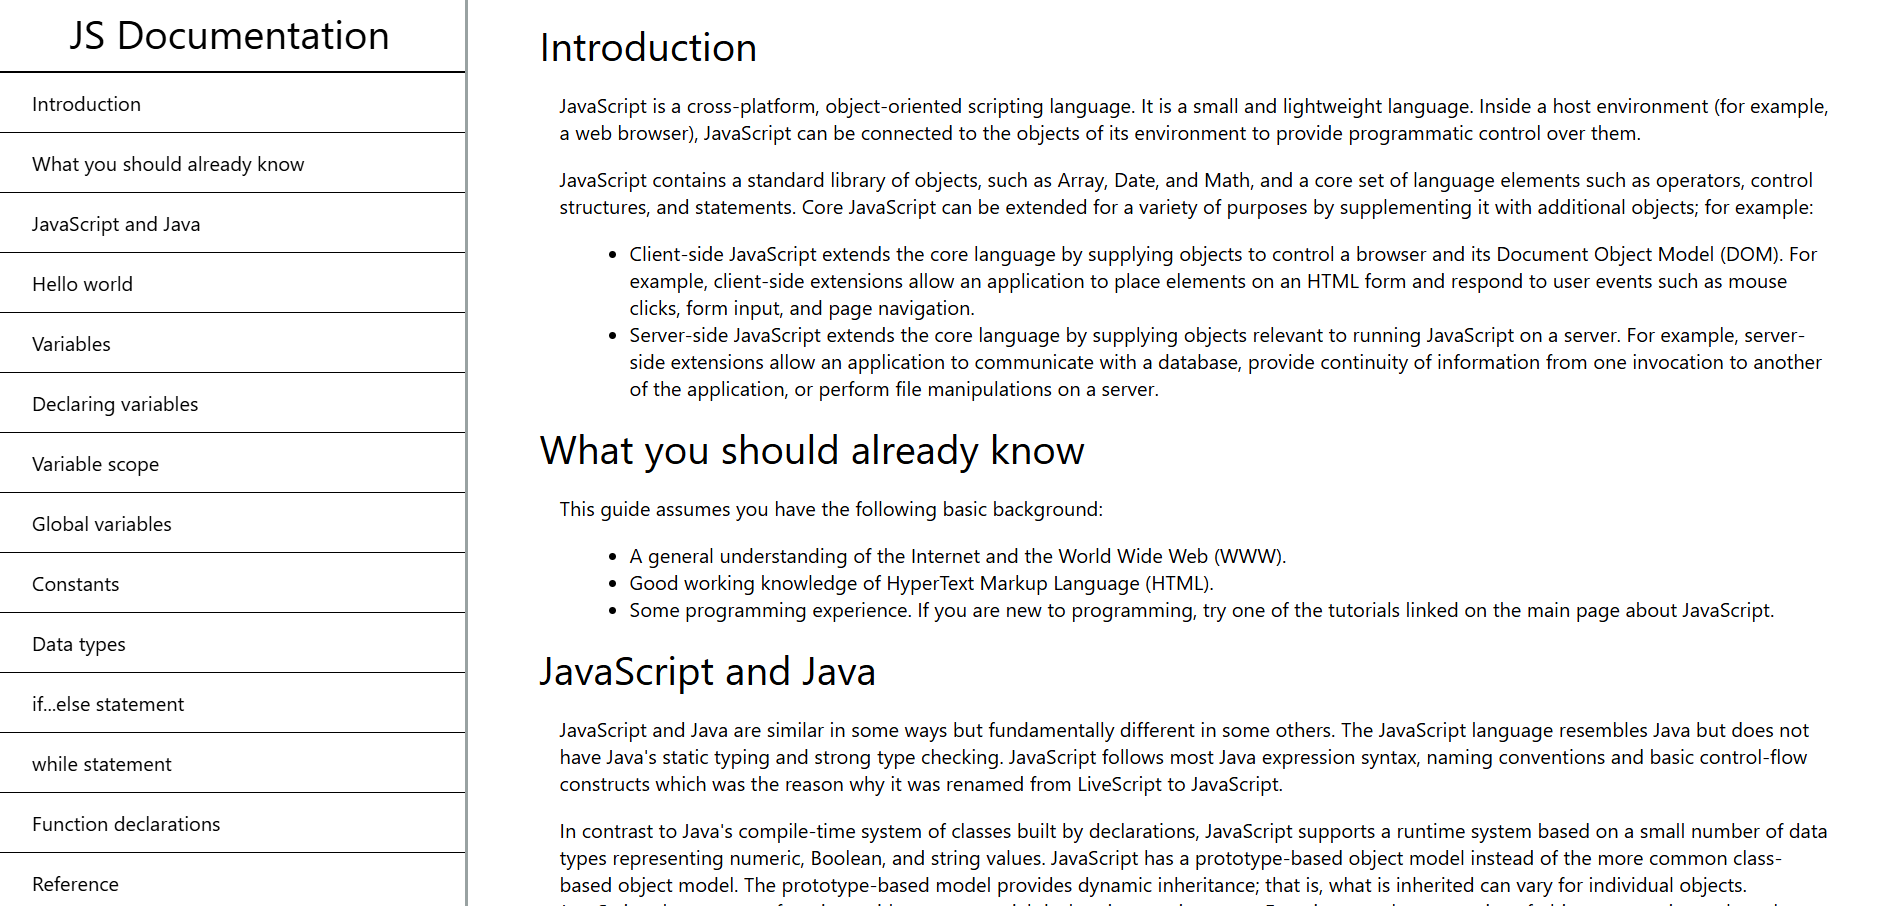 JS Documentation
Introduction
What you should already know
JavaScript and Java
Hello world
Variables
Declaring variables
Variable scope
Global variables
Constants
Data types
if...else statement
while statement
Function declarations
Reference
Introduction
JavaScript is a cross-platform, object-oriented scripting language. It is a small and lightweight language. Inside a host environment (for example,
a web browser), JavaScript can be connected to the objects of its environment to provide programmatic control over them.
JavaScript contains a standard library of objects, such as Array, Date, and Math, and a core set of language elements such as operators, control
structures, and statements. Core JavaScript can be extended for a variety of purposes by supplementing it with additional objects; for example:
• Client-side JavaScript extends the core language by supplying objects to control a browser and its Document Object Model (DOM). For
example, client-side extensions allow an application to place elements on an HTML form and respond to user events such as mouse
clicks, form input, and page navigation.
• Server-side JavaScript extends the core language by supplying objects relevant to running JavaScript on a server. For example, server-
side extensions allow an application to communicate with a database, provide continuity of information from one invocation to another
of the application, or perform file manipulations on a server.
What you should already know
This guide assumes you have the following basic background:
• A general understanding of the Internet and the World Wide Web (WWW).
• Good working knowledge of HyperText Markup Language (HTML).
• Some programming experience. If you are new to programming, try one of the tutorials linked on the main page about JavaScript.
JavaScript and Java
JavaScript and Java are similar in some ways but fundamentally different in some others. The JavaScript language resembles Java but does not
have Java's static typing and strong type checking. JavaScript follows most Java expression syntax, naming conventions and basic control-flow
constructs which was the reason why it was renamed from LiveScript to JavaScript.
In contrast to Java's compile-time system of classes built by declarations, JavaScript supports a runtime system based on a small number of data
types representing numeric, Boolean, and string values. JavaScript has a prototype-based object model instead of the more common class-
based object model. The prototype-based model provides dynamic inheritance; that is, what is inherited can vary for individual objects.